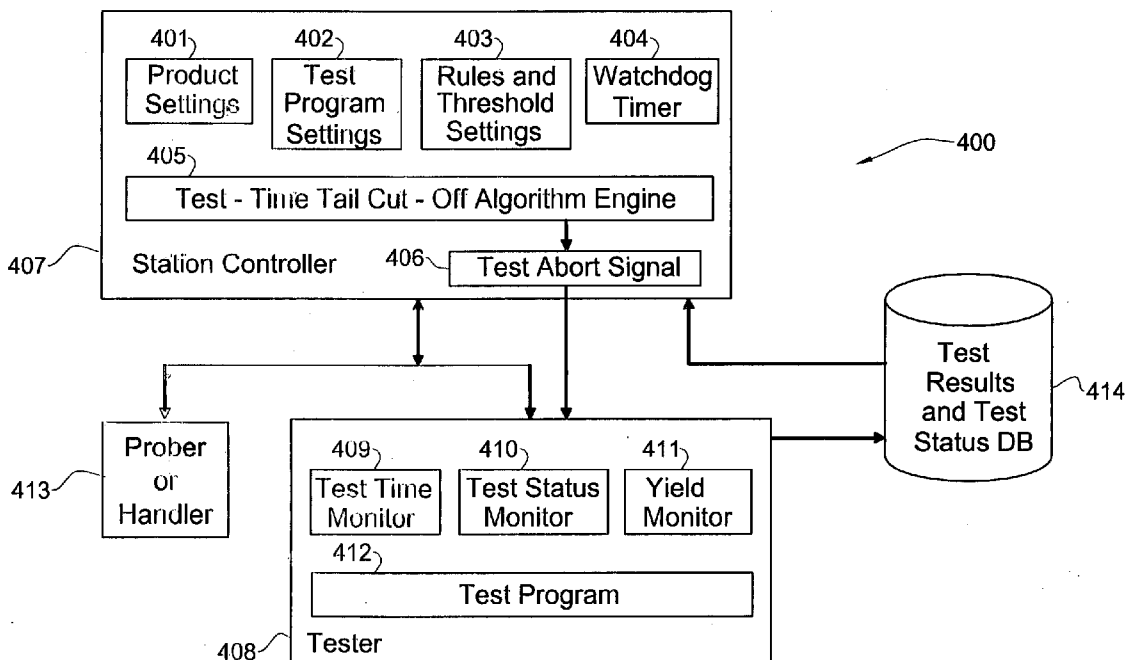 401
402
403
404
Product
Settings
Test
Program
Settings
Rules and
Threshold
Settings
Watchdog
Timer
400
405
Test - Time Tail Cut - Off Algorithm Engine
407
Station Controller
406
Test Abort Signal
Test
Results
and Test
Status DB
414
413
Prober
or
Handler
409
410
411
Test Time
Monitor
Test Status
Monitor
Yield
Monitor
412
Test Program
408
Tester